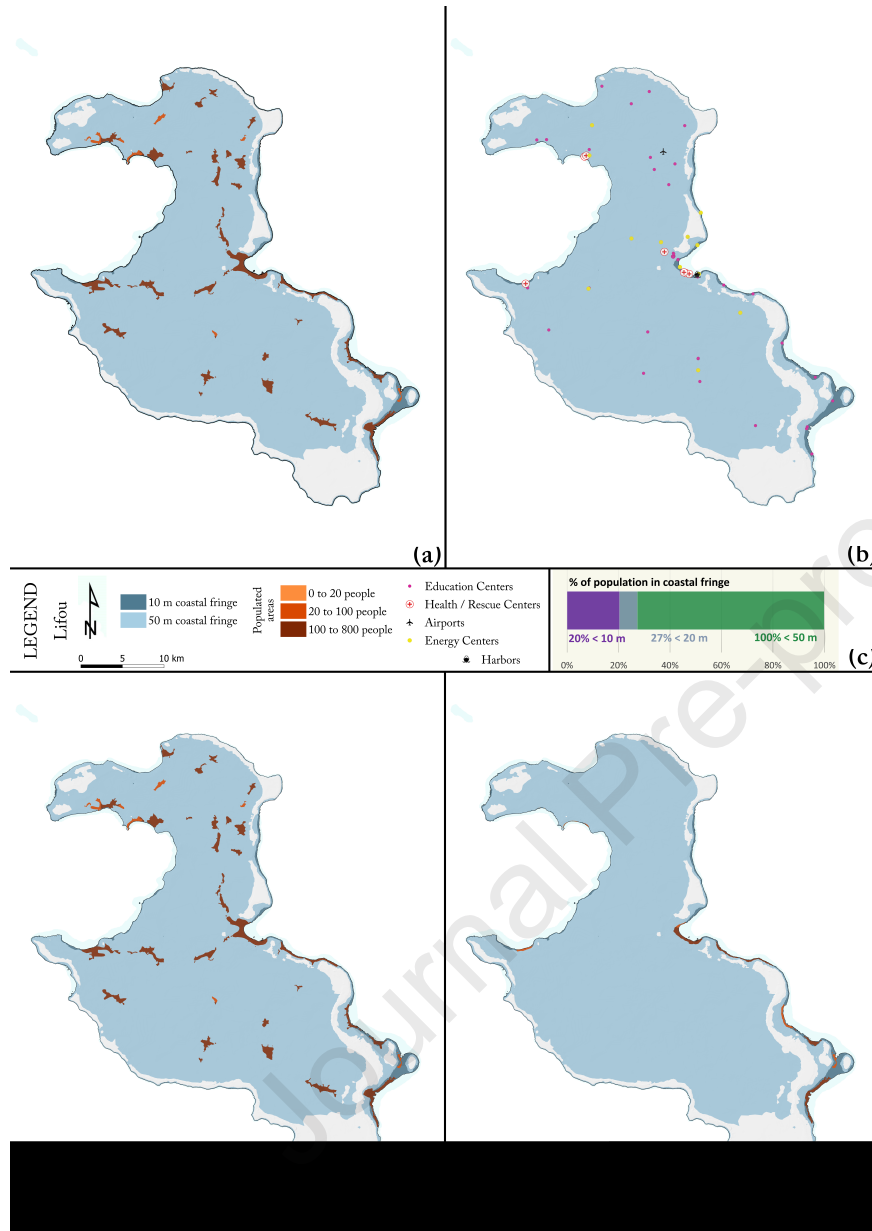 (a)
(b)
LEGEND
Lifou
N
0 5 10 km
10 m coastal fringe
50 m coastal fringe
Populated
areas
0 to 20 people
20 to 100 people
100 to 800 people
Education Centers
Health / Rescue Centers
Airports
Energy Centers
Harbors
% of population in coastal fringe
20% < 10 m 27% < 20 m 100% < 50 m
0% 20% 40% 60% 80% 100%
(c)
Journal Pre-pro